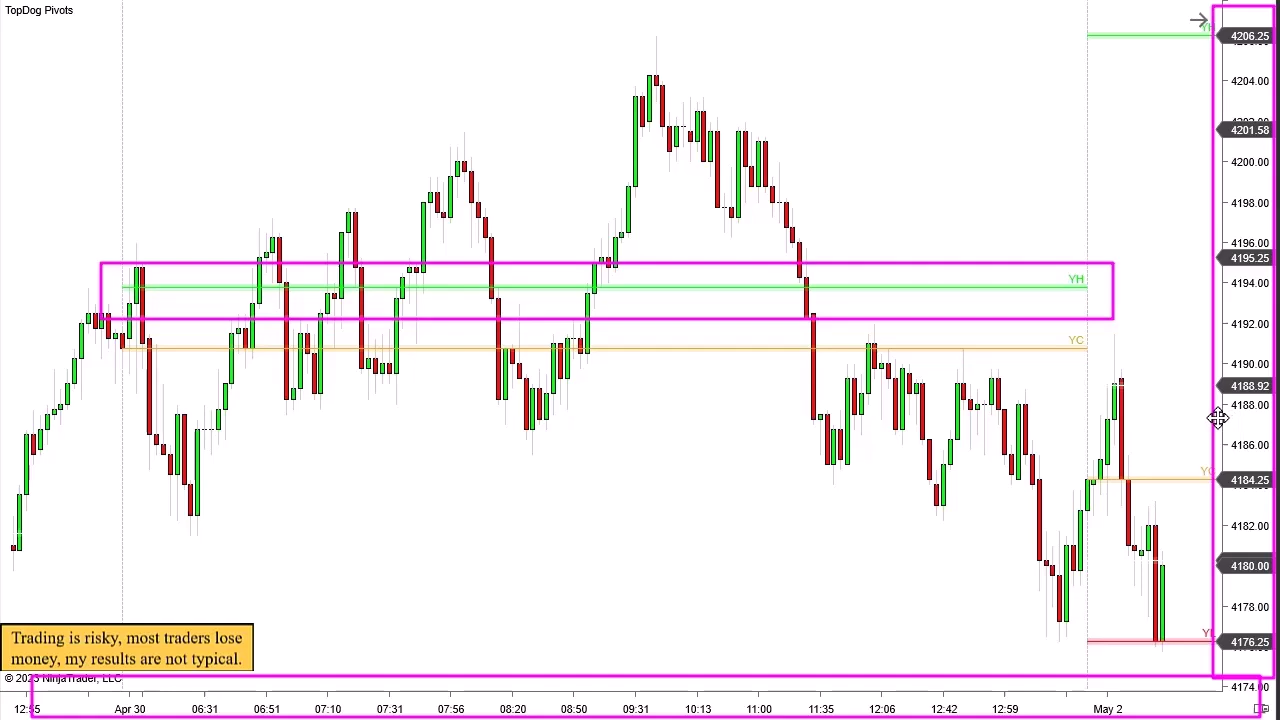 TopDog Pivots
4206.25
4204.00
4201.58
4200.00
4198.00
4196.00
4195.25
YH
4194.00
4192.00
YC
4190.00
4188.92
4188.00
4186.00
4184.25
4182.00
4180.00
4178.00
4176.25
4174.00
Trading is risky, most traders lose
money, my results are not typical.
NinjaTrader, LLC
12:55 Apr 30 06:31 06:51 07:10 07:31 07:56 08:20 08:50 09:31 10:13 11:00 11:35 12:06 12:42 12:59 May 2